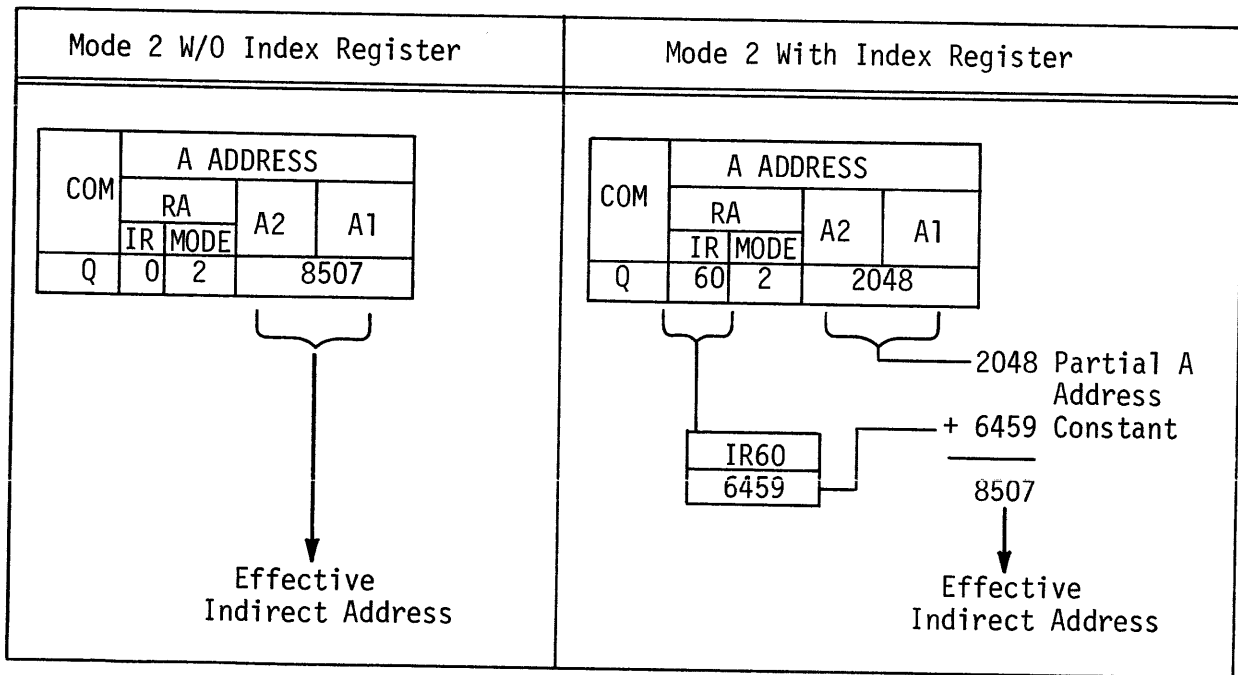 Mode 2 W/O Index Register
A ADDRESS
COM
RA
A2
A1
IR MODE
Q 0 2 8507
Effective
Indirect Address
Mode 2 With Index Register
A ADDRESS
COM
RA
A2
A1
IR MODE
Q 60 2 2048
2048 Partial A
Address
+ 6459 Constant
IR60
6459
8507
Effective
Indirect Address